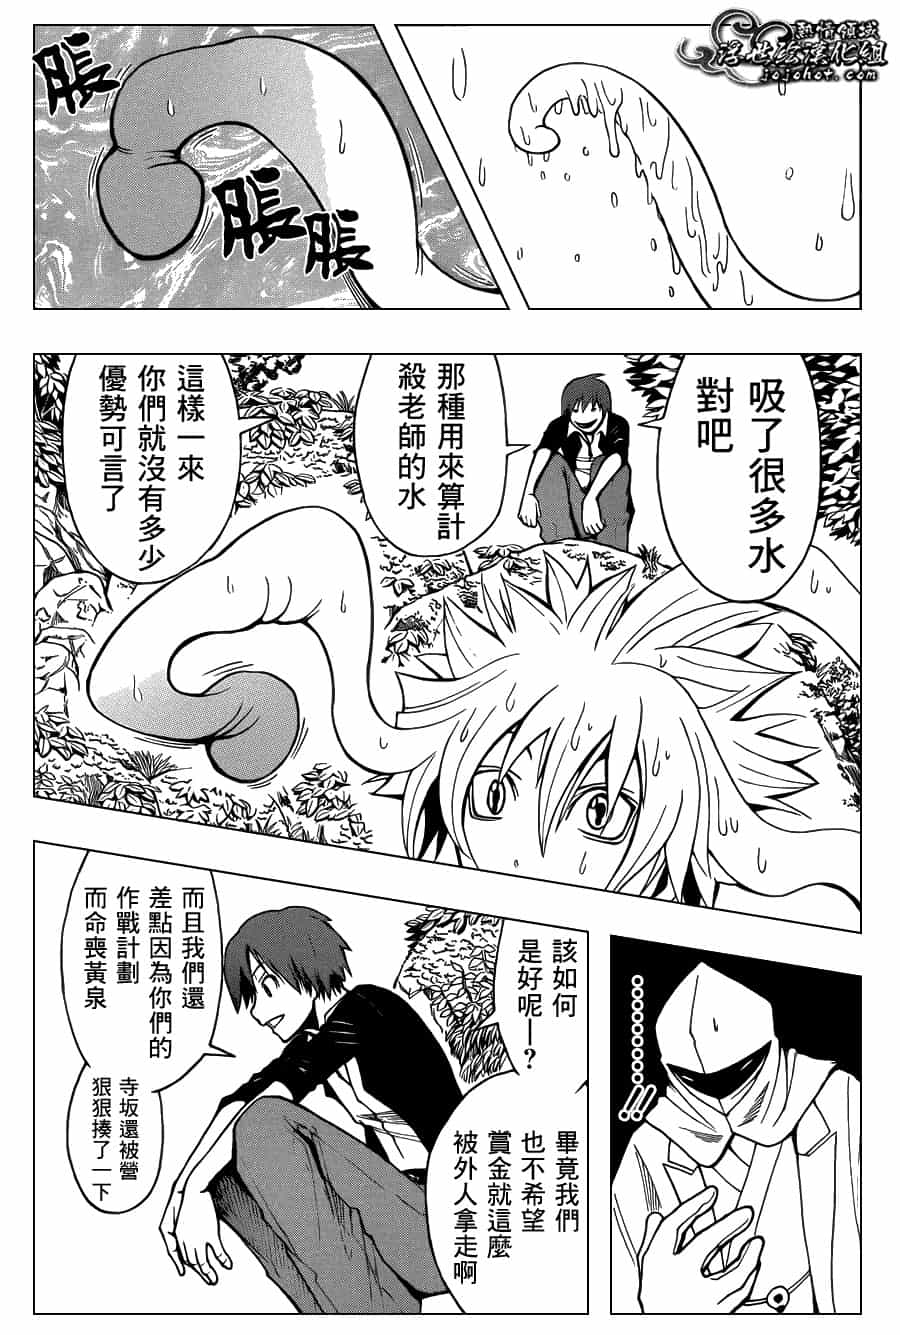 熱情領域
浮世绘漢化組
jojohot.com
脹
脹
脹
吸了很多水
對吧
那種用來算計
殺老師的水
這樣一來
你們就沒有多少
優勢可言了
………!!!
該如何
是好呢—?
畢竟我們
也不希望
賞金就這麼
被外人拿走啊
而且我們還
差點因為你們的
作戰計劃
而命喪黃泉
寺坂還被營
狠狠揍了一下